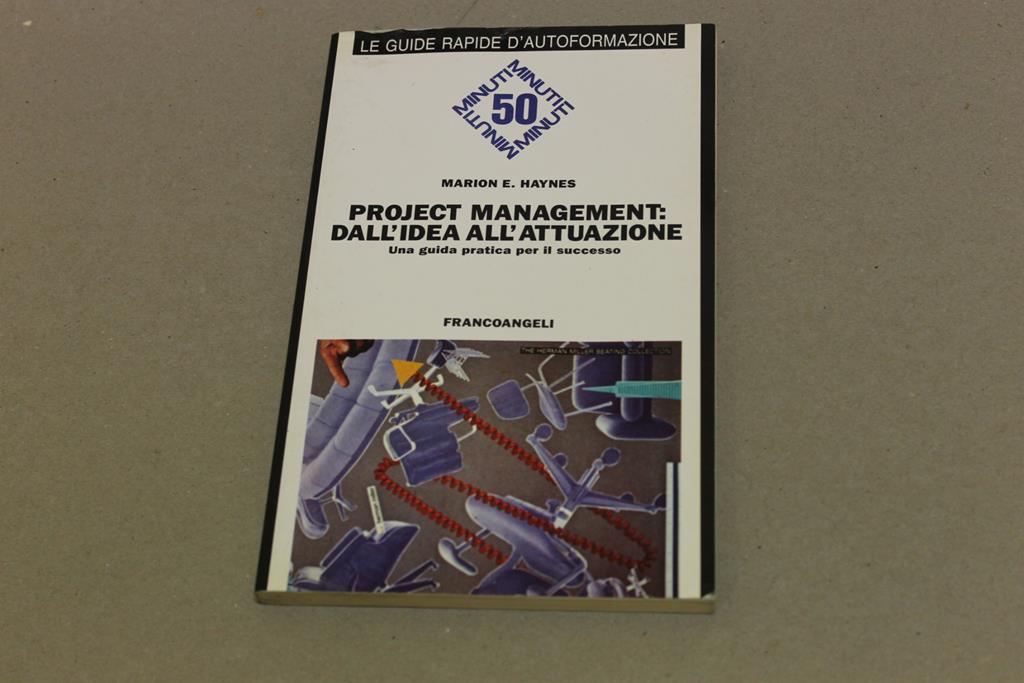 LE GUIDE RAPIDE D'AUTOFORMAZIONE
MINUTI
MINUTI
50
MINUTI
MINUTI
MARION E. HAYNES
PROJECT MANAGEMENT:
DALL'IDEA ALL'ATTUAZIONE
Una guida pratica per il successo
FRANCOANGELI
THE HERMAN MILLER SEATING COLLECTION